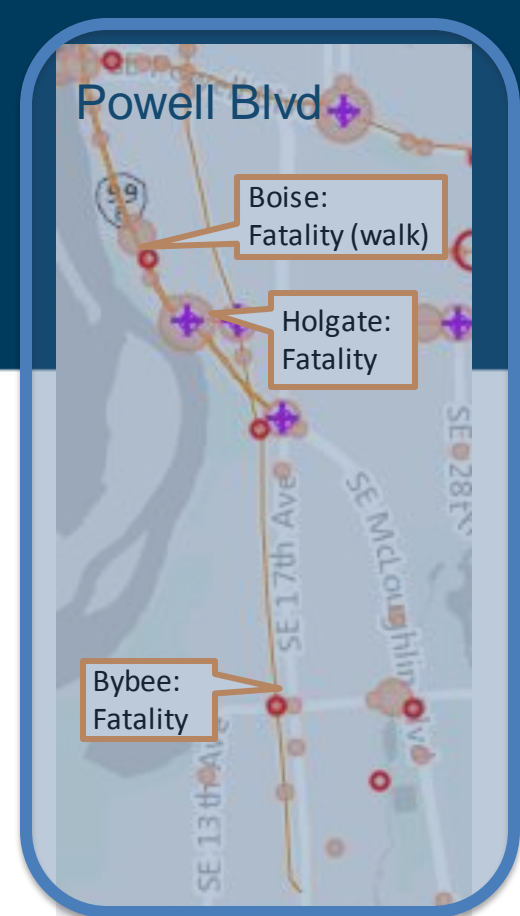 Powell Blvd
99
Boise:
Fatality (walk)
Holgate:
Fatality
SE 28th
SE 17th Ave
SE McLoughlin Blvd
Bybee:
Fatality
SE 13th Ave